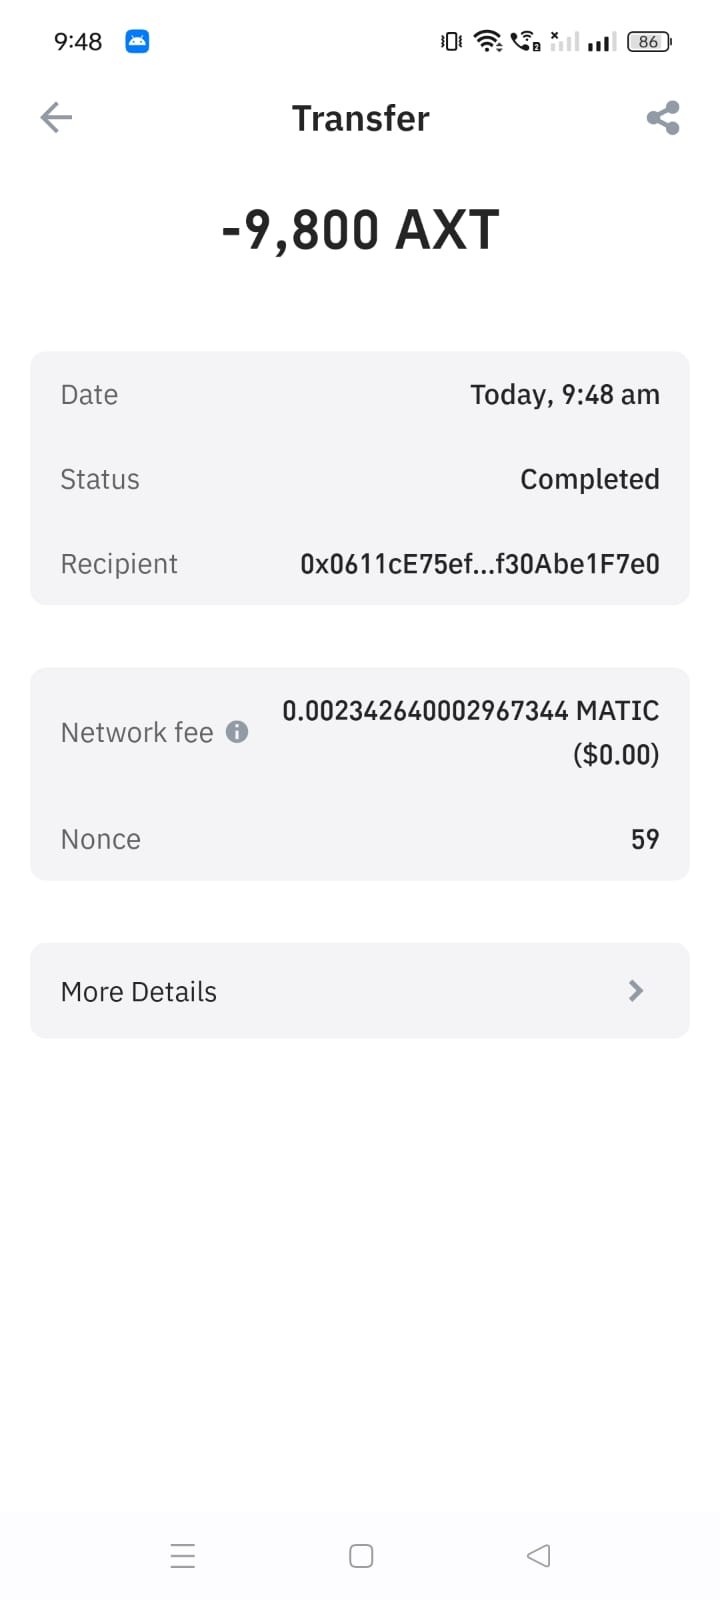 9:48
2
86
Transfer
-9,800 AXT
Date
Today, 9:48 am
Status
Completed
Recipient
0x0611cE75ef...f30Abe1F7e0
Network fee
0.002342640002967344 MATIC
($0.00)
Nonce
59
More Details